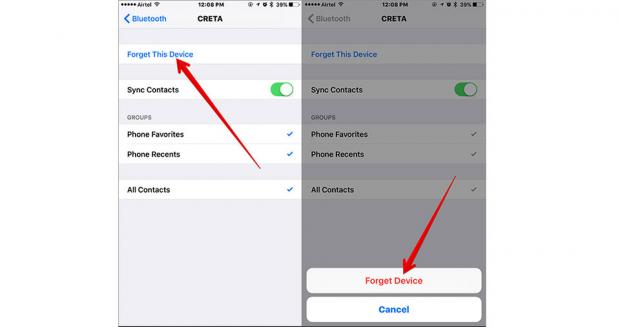 ●●●●● Airtel 12:08 PM 39%
Bluetooth CRETA
Forget This Device
Sync Contacts
GROUPS
Phone Favorites
Phone Recents
All Contacts
●●●●● Airtel 12:08 PM 39%
Bluetooth CRETA
Forget This Device
Sync Contacts
GROUPS
Phone Favorites
Phone Recents
All Contacts
Forget Device
Cancel